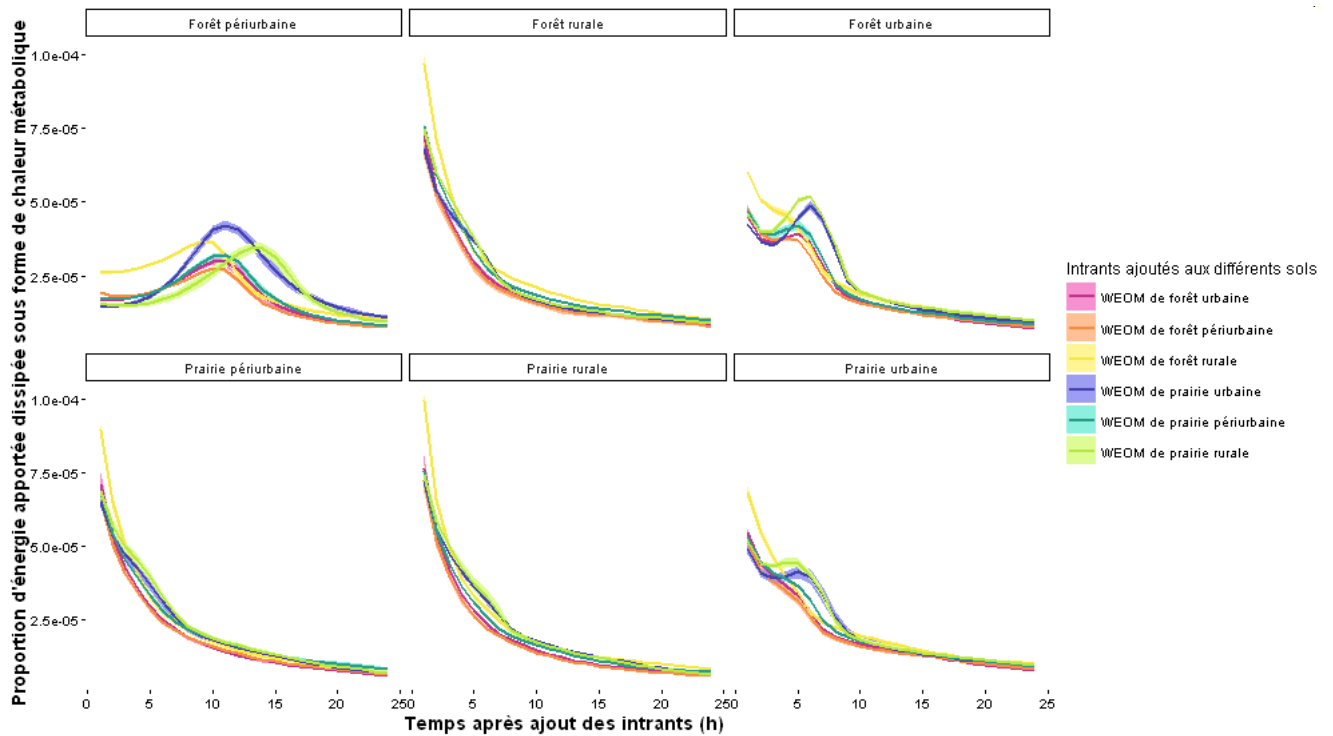 Forêt périurbaine
Forêt rurale
Forêt urbaine
Proportion d'énergie apportée dissipée sous forme de chaleur métabolique
1.0e-04
7.5e-05
5.0e-05
2.5e-05
Prairie périurbaine
Prairie rurale
Prairie urbaine
1.0e-04
7.5e-05
5.0e-05
2.5e-05
0 5 10 15 20 25
0 5 10 15 20 25
0 5 10 15 20 25
Temps après ajout des intrants (h)
Intrants ajoutés aux différents sols
WEOM de forêt urbaine
WEOM de forêt périurbaine
WEOM de forêt rurale
WEOM de prairie urbaine
WEOM de prairie périurbaine
WEOM de prairie rurale